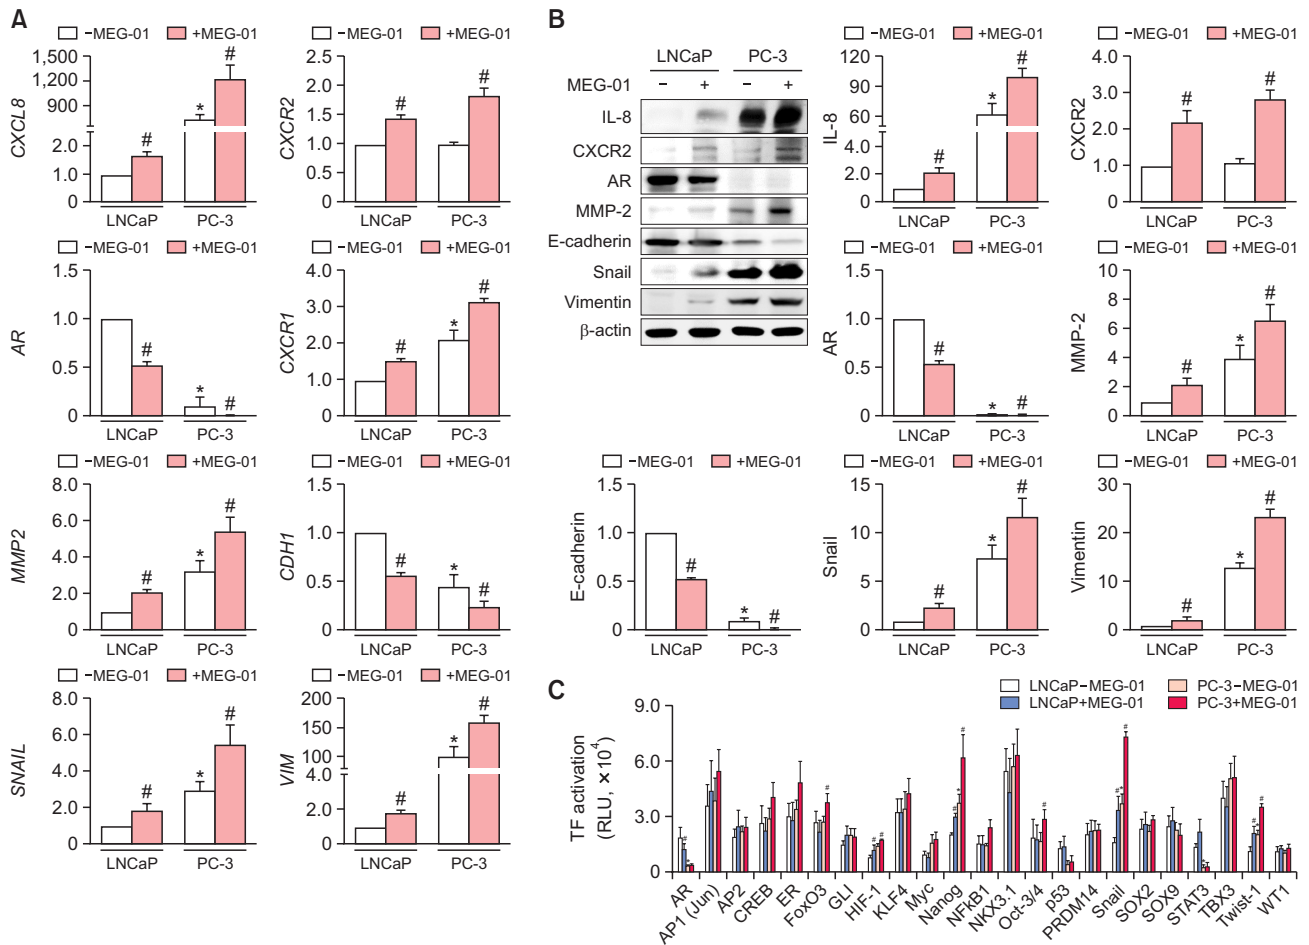 A
−MEG-01 +MEG-01
CXCL8
1,500
1,200
900
2.0
1.0
0
* # #
LNCaP PC-3
−MEG-01 +MEG-01
CXCR2
2.5
2.0
1.5
1.0
0.5
0
# #
LNCaP PC-3
−MEG-01 +MEG-01
AR
1.5
1.0
0.5
0
# * #
LNCaP PC-3
−MEG-01 +MEG-01
CXCR1
4.0
3.0
2.0
1.0
0
# * #
LNCaP PC-3
−MEG-01 +MEG-01
MMP2
8.0
6.0
4.0
2.0
0
# * #
LNCaP PC-3
−MEG-01 +MEG-01
CDH1
1.5
1.0
0.5
0
# * #
LNCaP PC-3
−MEG-01 +MEG-01
SNAIL
8.0
6.0
4.0
2.0
0
# * #
LNCaP PC-3
−MEG-01 +MEG-01
VIM
200
150
100
4.0
2.0
0
# * #
LNCaP PC-3
B
LNCaP PC-3
MEG-01 − + − +
IL-8
CXCR2
AR
MMP-2
E-cadherin
Snail
Vimentin
β-actin
−MEG-01 +MEG-01
IL-8
120
100
80
60
4.0
2.0
0
# * #
LNCaP PC-3
−MEG-01 +MEG-01
CXCR2
4.0
3.0
2.0
1.0
0
# #
LNCaP PC-3
−MEG-01 +MEG-01
AR
1.5
1.0
0.5
0
# * #
LNCaP PC-3
−MEG-01 +MEG-01
MMP-2
10
8
6
4
2
0
# * #
LNCaP PC-3
−MEG-01 +MEG-01
E-cadherin
1.5
1.0
0.5
0
# * #
LNCaP PC-3
−MEG-01 +MEG-01
Snail
15
10
5
0
# * #
LNCaP PC-3
−MEG-01 +MEG-01
Vimentin
30
20
10
0
# * #
LNCaP PC-3
C
LNCaP−MEG-01 PC-3−MEG-01
LNCaP+MEG-01 PC-3+MEG-01
TF activation
(RLU, ×10⁴)
9.0
6.0
3.0
0
AR
AP1 (Jun)
AP2
CREB
ER
FoxO3
GLI
HIF-1
KLF4
Myc
Nanog
NFkB1
NKX3.1
Oct-3/4
p53
PRDM14
Snail
SOX2
SOX9
STAT3
TBX3
Twist-1
WT1